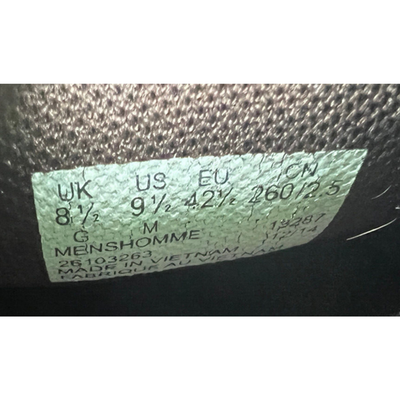 UK US EU CN
8½ 9½ 42½ 260/2.5
G M
MENSHOMME 19287
26103263
MADE IN VIETNAM
FABRIQUE AU VIETNAM